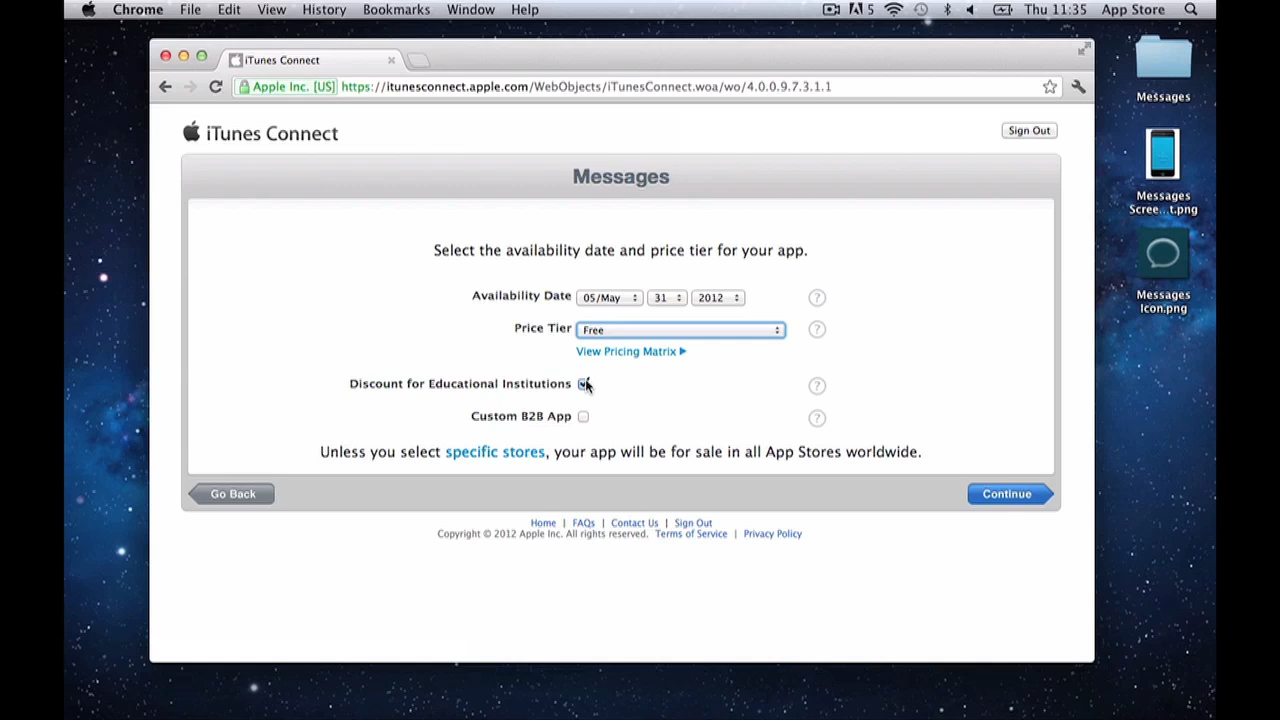 Chrome File Edit View History Bookmarks Window Help 5 Thu 11:35 App Store
iTunes Connect
Apple Inc. [US] https://itunesconnect.apple.com/WebObjects/iTunesConnect.woa/wo/4.0.0.9.7.3.1.1
Messages
iTunes Connect
Sign Out
Messages
Messages
Scree...t.png
Select the availability date and price tier for your app.
Availability Date 05/May 31 2012 ?
Messages
Icon.png
Price Tier Free ?
View Pricing Matrix
Discount for Educational Institutions ?
Custom B2B App ?
Unless you select specific stores, your app will be for sale in all App Stores worldwide.
Go Back Continue
Home | FAQs | Contact Us | Sign Out
Copyright © 2012 Apple Inc. All rights reserved. Terms of Service | Privacy Policy